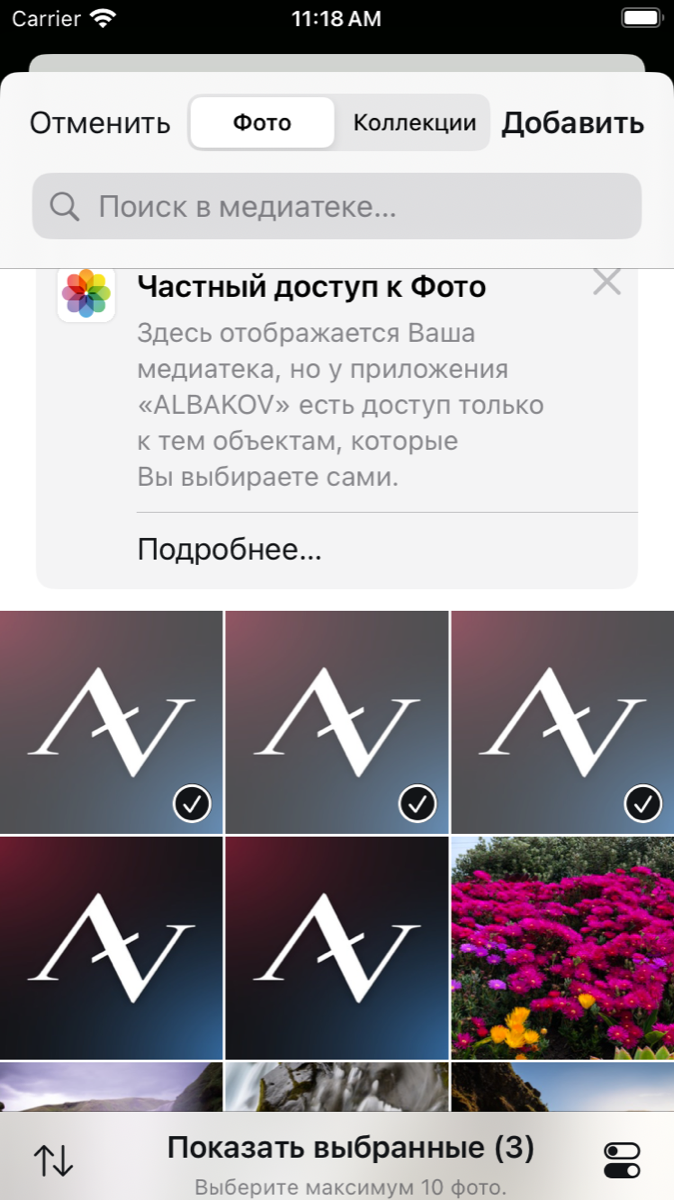 Carrier 11:18 AM
Отменить Фото Коллекции Добавить
Поиск в медиатеке...
Частный доступ к Фото
Здесь отображается Ваша
медиатека, но у приложения
«ALBAKOV» есть доступ только
к тем объектам, которые
Вы выбираете сами.
Подробнее...
Показать выбранные (3)
Выберите максимум 10 фото.